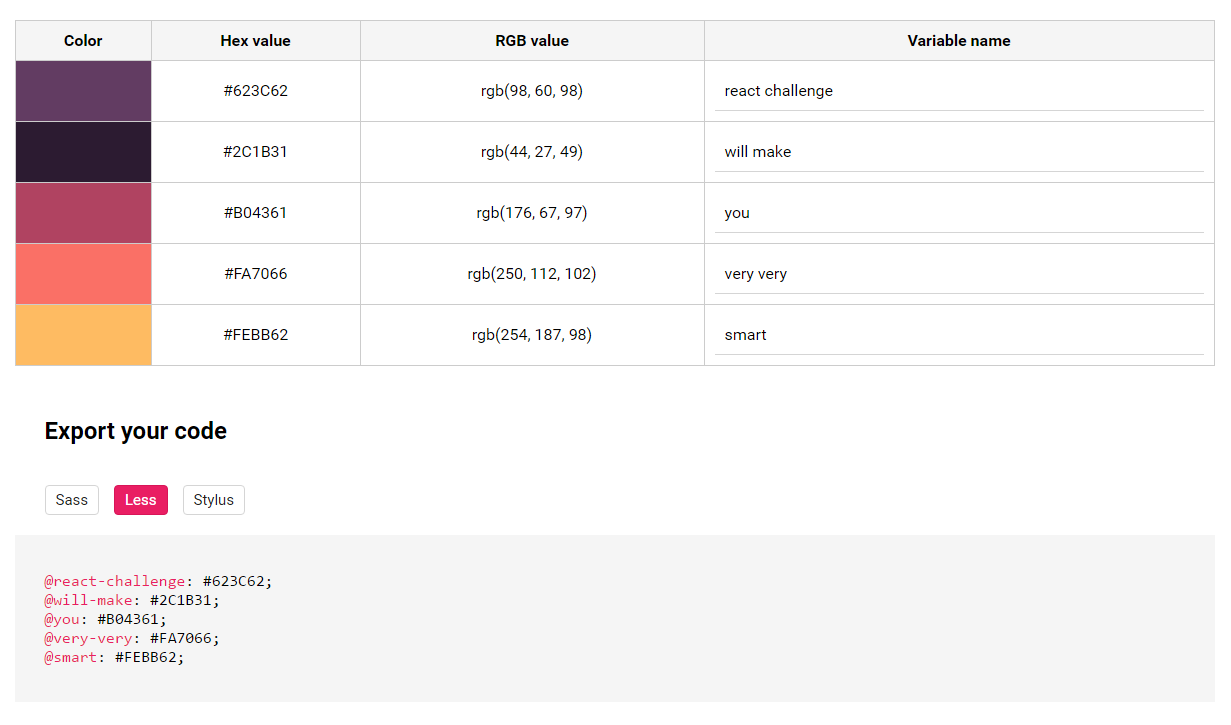 Color Hex value RGB value Variable name
#623C62 rgb(98, 60, 98) react challenge
#2C1B31 rgb(44, 27, 49) will make
#B04361 rgb(176, 67, 97) you
#FA7066 rgb(250, 112, 102) very very
#FEBB62 rgb(254, 187, 98) smart
Export your code
Sass Less Stylus
@react-challenge: #623C62;
@will-make: #2C1B31;
@you: #B04361;
@very-very: #FA7066;
@smart: #FEBB62;